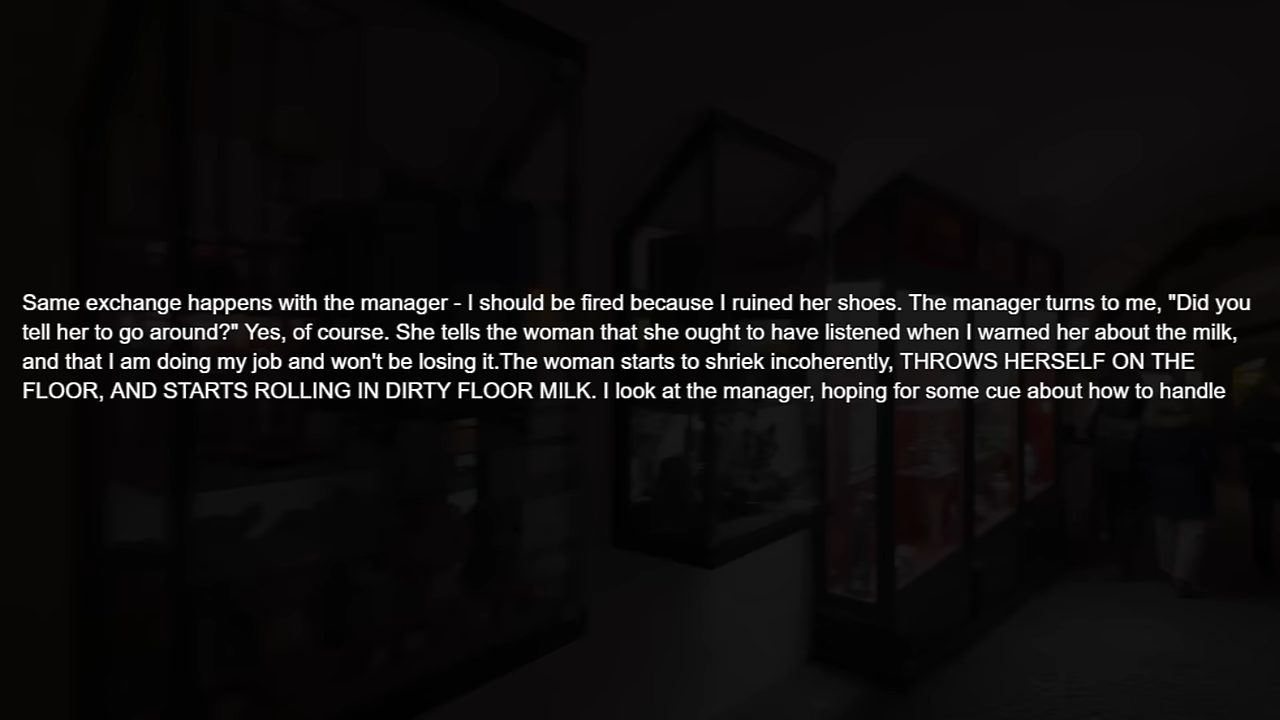 Same exchange happens with the manager - I should be fired because I ruined her shoes. The manager turns to me, "Did you
tell her to go around?" Yes, of course. She tells the woman that she ought to have listened when I warned her about the milk,
and that I am doing my job and won't be losing it.The woman starts to shriek incoherently, THROWS HERSELF ON THE
FLOOR, AND STARTS ROLLING IN DIRTY FLOOR MILK. I look at the manager, hoping for some cue about how to handle